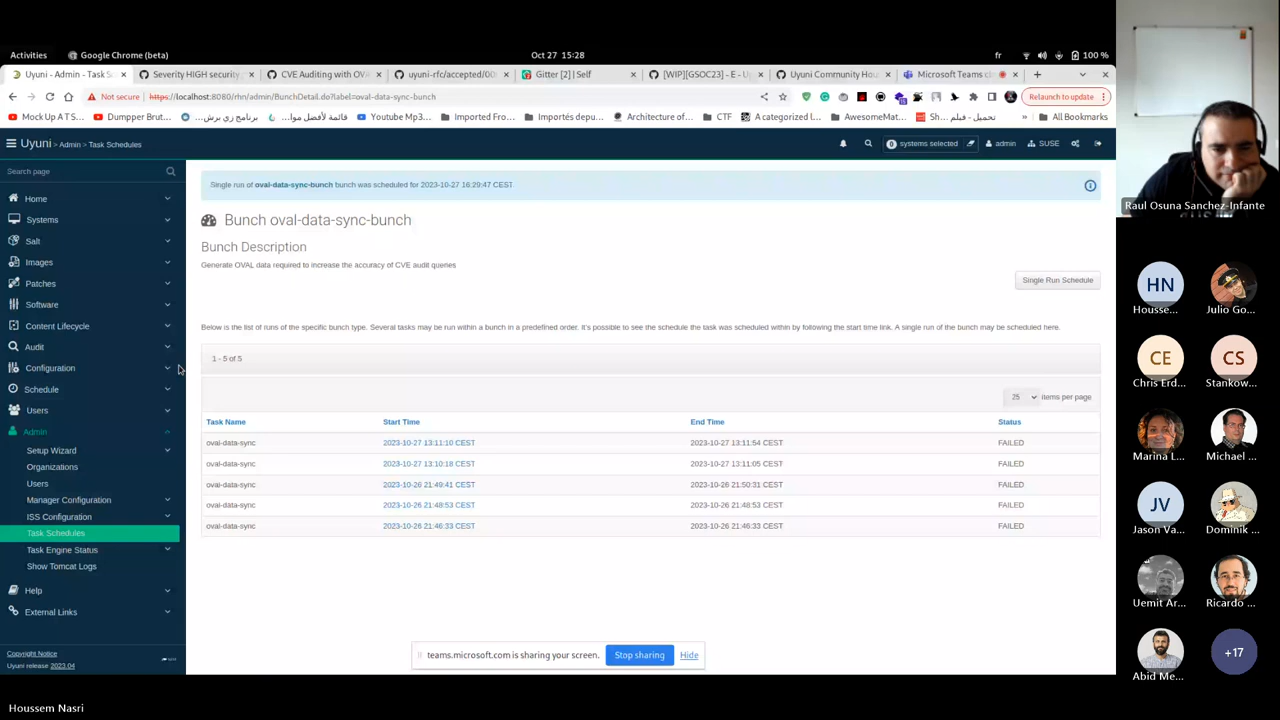 Activities
Google Chrome (beta)
Oct 27 15:28
fr
100 %
Uyuni - Admin - Task S
Severity HIGH security
CVE Auditing with OV
uyuni-rfc/accepted/00
Gitter [2] | Self
[WIP][GSOC23] - E - U
Uyuni Community Hou
Microsoft Teams
Not secure
https://localhost:8080/rhn/admin/BunchDetail.do?label=oval-data-sync-bunch
Relaunch to update
Mock Up A T S...
Dumpper Brut...
برنامج زي برش...
قائمة لأفضل موا...
Youtube Mp3...
Imported Fro...
Importés depu...
Architecture of...
CTF
A categorized l...
AwesomeMat...
Sh...
تحميل - فيلم
All Bookmarks
Uyuni > Admin > Task Schedules
0 systems selected
admin
SUSE
Search page
Home
Systems
Salt
Images
Patches
Software
Content Lifecycle
Audit
Configuration
Schedule
Users
Admin
Setup Wizard
Organizations
Users
Manager Configuration
ISS Configuration
Task Schedules
Task Engine Status
Show Tomcat Logs
Help
External Links
Copyright Notice
Uyuni release 2023.04
Single run of oval-data-sync-bunch bunch was scheduled for 2023-10-27 16:29:47 CEST.
Bunch oval-data-sync-bunch
Bunch Description
Generate OVAL data required to increase the accuracy of CVE audit queries
Single Run Schedule
Below is the list of runs of the specific bunch type. Several tasks may be run within a bunch in a predefined order. It's possible to see the schedule the task was scheduled within by following the start time link. A single run of the bunch may be scheduled here.
1 - 5 of 5
25 items per page
Task Name Start Time End Time Status
oval-data-sync 2023-10-27 13:11:10 CEST 2023-10-27 13:11:54 CEST FAILED
oval-data-sync 2023-10-27 13:10:18 CEST 2023-10-27 13:11:05 CEST FAILED
oval-data-sync 2023-10-26 21:49:41 CEST 2023-10-26 21:50:31 CEST FAILED
oval-data-sync 2023-10-26 21:48:53 CEST 2023-10-26 21:48:53 CEST FAILED
oval-data-sync 2023-10-26 21:46:33 CEST 2023-10-26 21:46:33 CEST FAILED
teams.microsoft.com is sharing your screen.
Stop sharing
Hide
Raul Osuna Sanchez-Infante
HN
Housse...
Julio Go...
CE
Chris Erd...
CS
Stankow...
Marina L...
Michael ...
JV
Jason Va...
Dominik ...
Uemit Ar...
Ricardo ...
Abid Me...
+17
Houssem Nasri